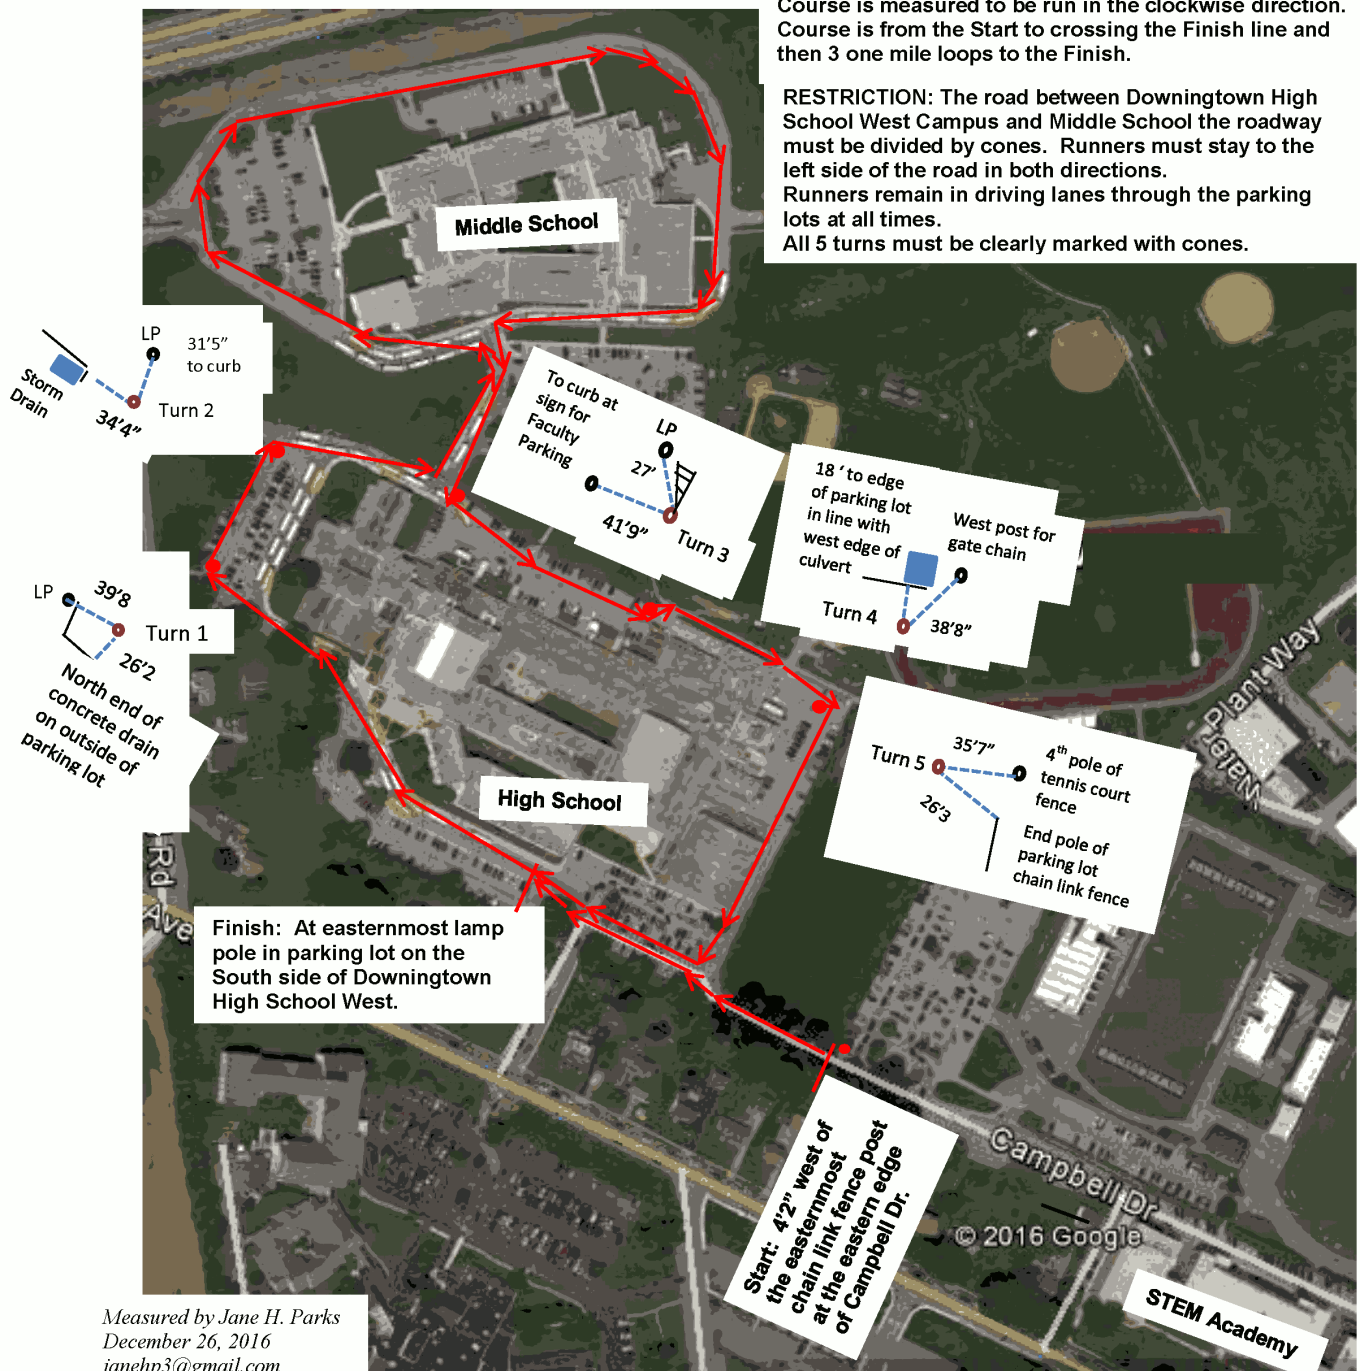 Course is measured to be run in the clockwise direction.
Course is from the Start to crossing the Finish line and
then 3 one mile loops to the Finish.
RESTRICTION: The road between Downingtown High
School West Campus and Middle School the roadway
must be divided by cones. Runners must stay to the
left side of the road in both directions.
Runners remain in driving lanes through the parking
lots at all times.
All 5 turns must be clearly marked with cones.
Middle School
LP
31'5"
to curb
Storm
Drain
34'4"
Turn 2
To curb at
sign for
Faculty
Parking
LP
27'
41'9"
Turn 3
18 ' to edge
of parking lot
in line with
west edge of
culvert
West post for
gate chain
Turn 4
38'8"
LP
39'8
Turn 1
26'2
North end of
concrete drain
on outside of
parking lot
Plant Way
Water
Turn 5
35'7"
26'3
4th pole of
tennis court
fence
End pole of
parking lot
chain link fence
High School
Rd
Ave
Finish: At easternmost lamp
pole in parking lot on the
South side of Downingtown
High School West.
Start: 4'2" west of
the easternmost
chain link fence post
at the eastern edge
of Campbell Dr.
Campbell Dr
© 2016 Google
STEM Academy
Measured by Jane H. Parks
December 26, 2016
janehp3@gmail.com